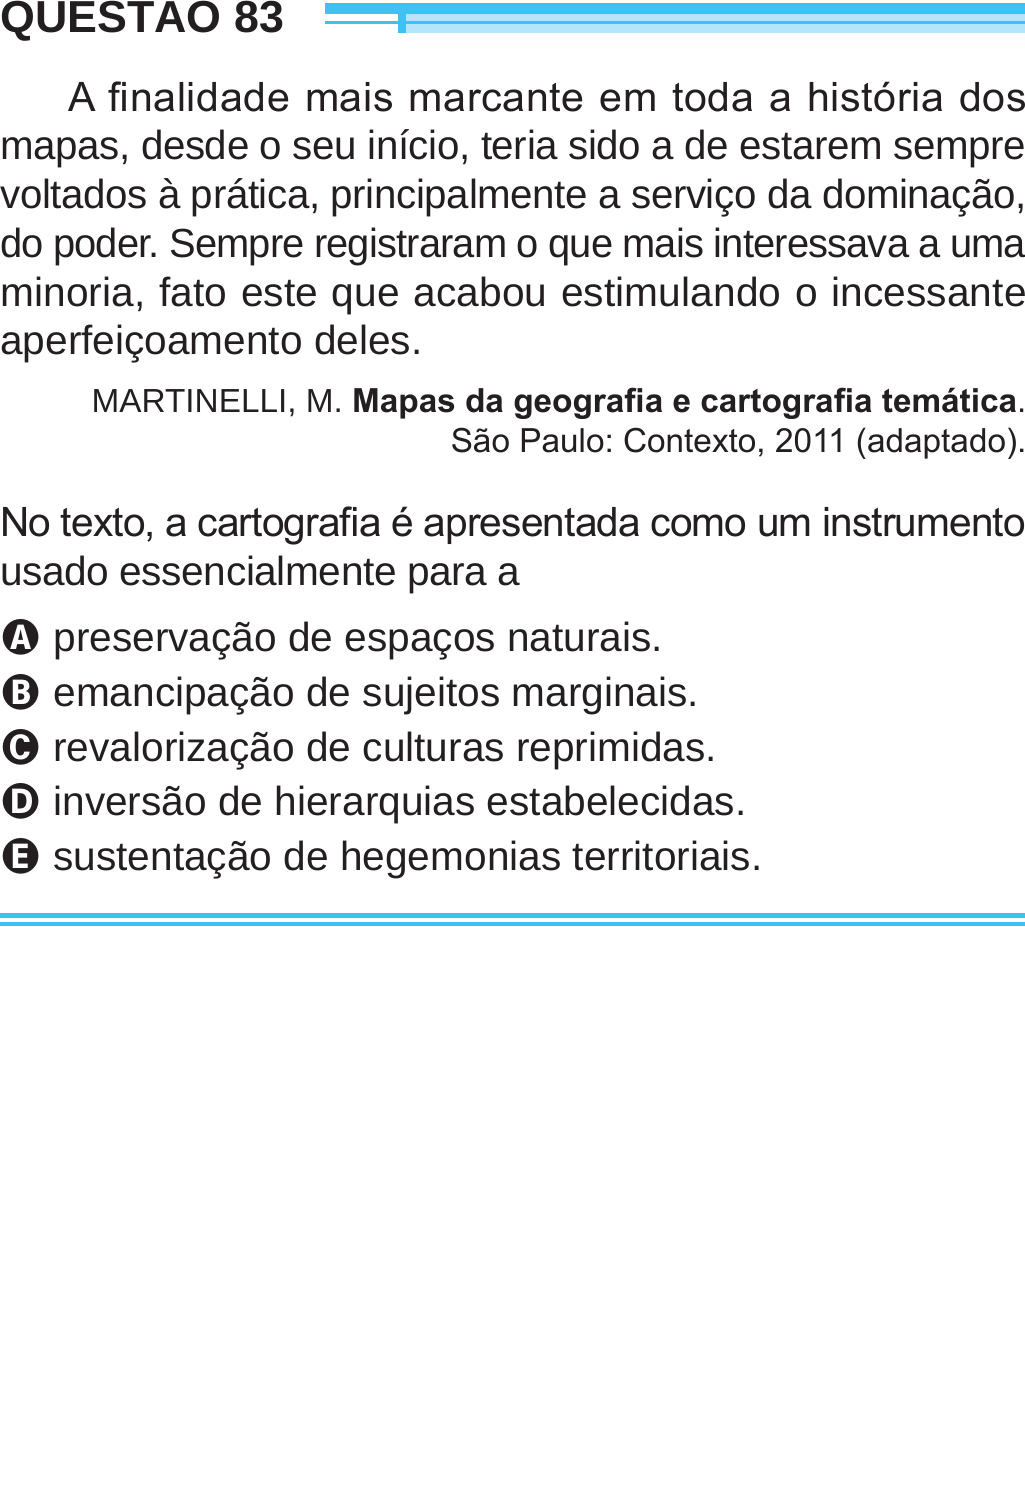 QUESTÃO 83
A finalidade mais marcante em toda a história dos
mapas, desde o seu início, teria sido a de estarem sempre
voltados à prática, principalmente a serviço da dominação,
do poder. Sempre registraram o que mais interessava a uma
minoria, fato este que acabou estimulando o incessante
aperfeiçoamento deles.
MARTINELLI, M. Mapas da geografia e cartografia temática.
São Paulo: Contexto, 2011 (adaptado).
No texto, a cartografia é apresentada como um instrumento
usado essencialmente para a
A preservação de espaços naturais.
B emancipação de sujeitos marginais.
C revalorização de culturas reprimidas.
D inversão de hierarquias estabelecidas.
E sustentação de hegemonias territoriais.